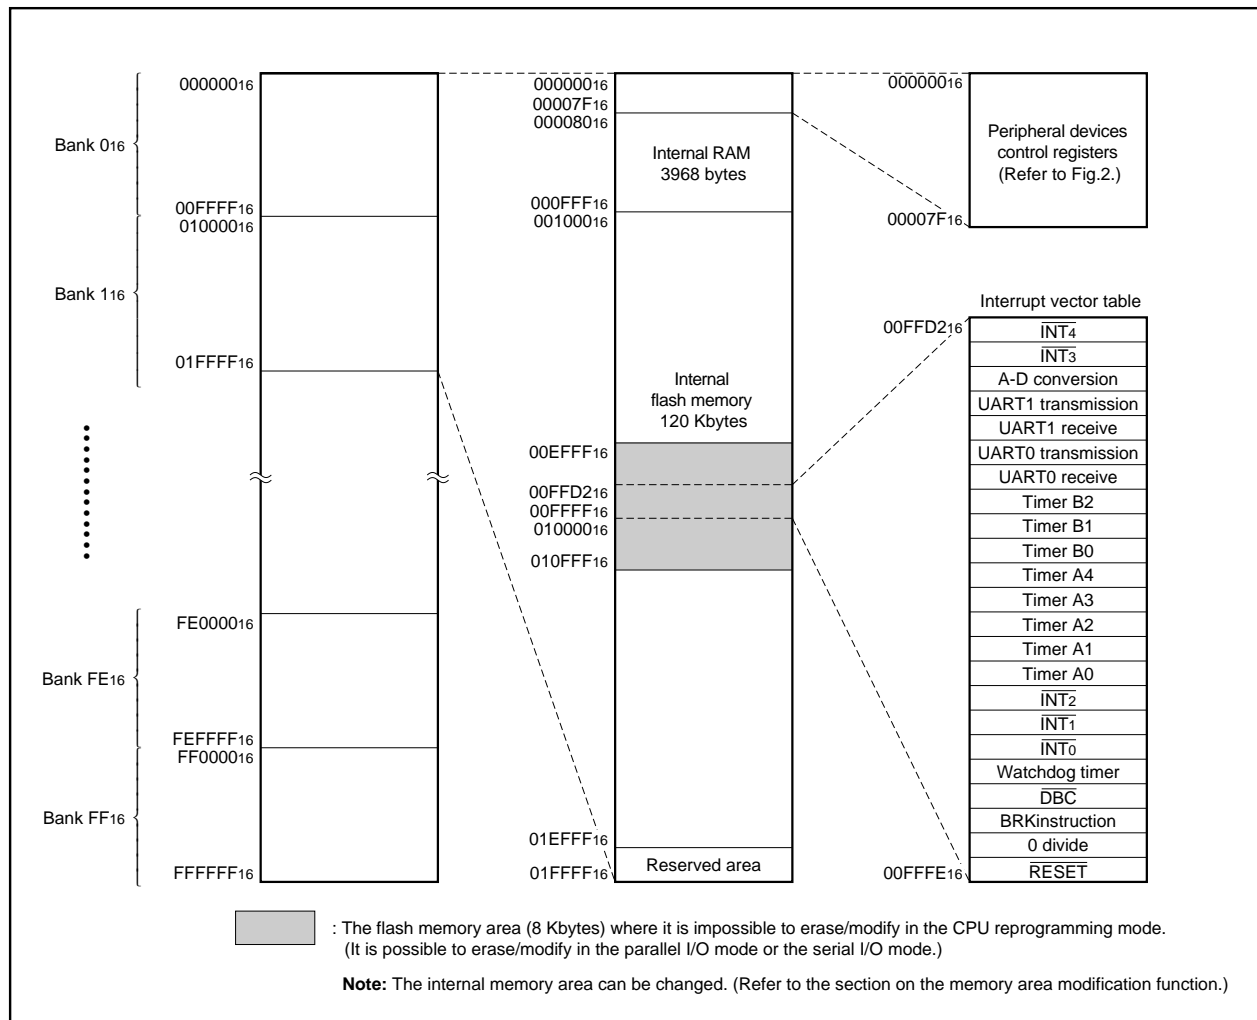 000000₁₆
Bank 0₁₆
00FFFF₁₆
010000₁₆
Bank 1₁₆
01FFFF₁₆
FE0000₁₆
Bank FE₁₆
FEFFFF₁₆
FF0000₁₆
Bank FF₁₆
FFFFFF₁₆
000000₁₆
00007F₁₆
000080₁₆
Internal RAM
3968 bytes
000FFF₁₆
001000₁₆
Internal
flash memory
120 Kbytes
00EFFF₁₆
00FFD2₁₆
00FFFF₁₆
010000₁₆
010FFF₁₆
01EFFF₁₆
Reserved area
01FFFF₁₆
000000₁₆
Peripheral devices
control registers
(Refer to Fig.2.)
00007F₁₆
Interrupt vector table
00FFD2₁₆
INT4
INT3
A-D conversion
UART1 transmission
UART1 receive
UART0 transmission
UART0 receive
Timer B2
Timer B1
Timer B0
Timer A4
Timer A3
Timer A2
Timer A1
Timer A0
INT2
INT1
INT0
Watchdog timer
DBC
BRKinstruction
0 divide
00FFFE₁₆ RESET
: The flash memory area (8 Kbytes) where it is impossible to erase/modify in the CPU reprogramming mode.
(It is possible to erase/modify in the parallel I/O mode or the serial I/O mode.)
Note: The internal memory area can be changed. (Refer to the section on the memory area modification function.)